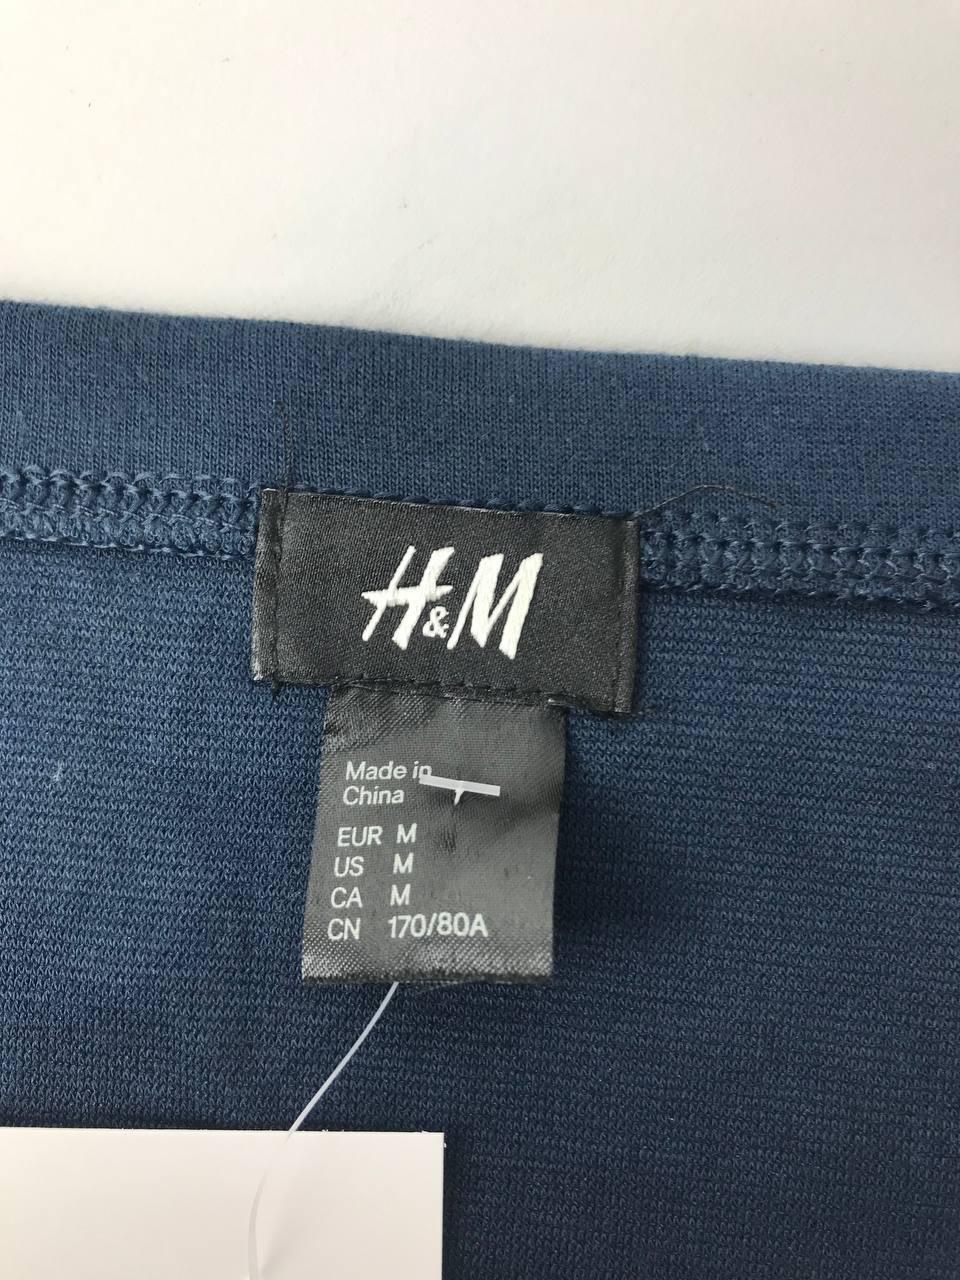 H&M
Made in
China
EUR M
US M
CA M
CN 170/80A